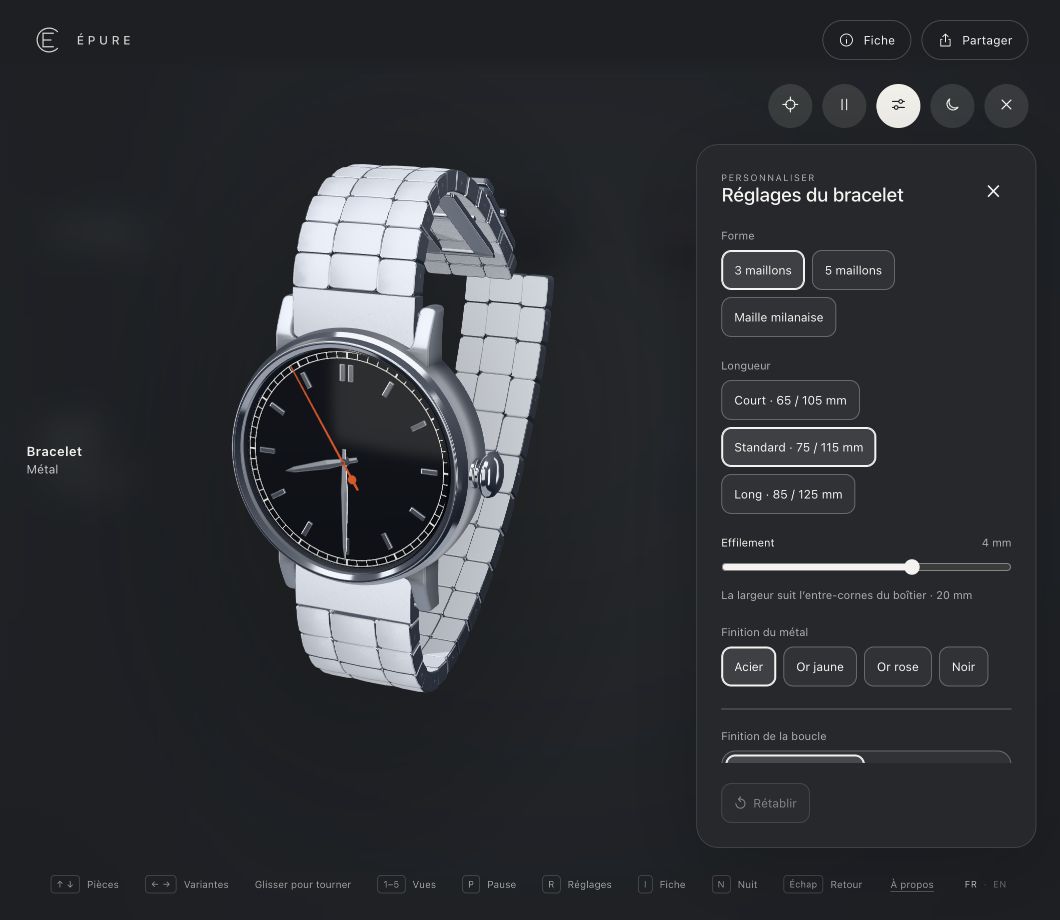 ÉPURE
Fiche
Partager
PERSONNALISER
Réglages du bracelet
Forme
3 maillons
5 maillons
Maille milanaise
Longueur
Court · 65 / 105 mm
Standard · 75 / 115 mm
Long · 85 / 125 mm
Effilement
4 mm
La largeur suit l'entre-cornes du boîtier · 20 mm
Finition du métal
Acier
Or jaune
Or rose
Noir
Finition de la boucle
Rétablir
Bracelet
Métal
↑ ↓ Pièces
← → Variantes
Glisser pour tourner
1–5 Vues
P Pause
R Réglages
I Fiche
N Nuit
Échap Retour
À propos
FR · EN